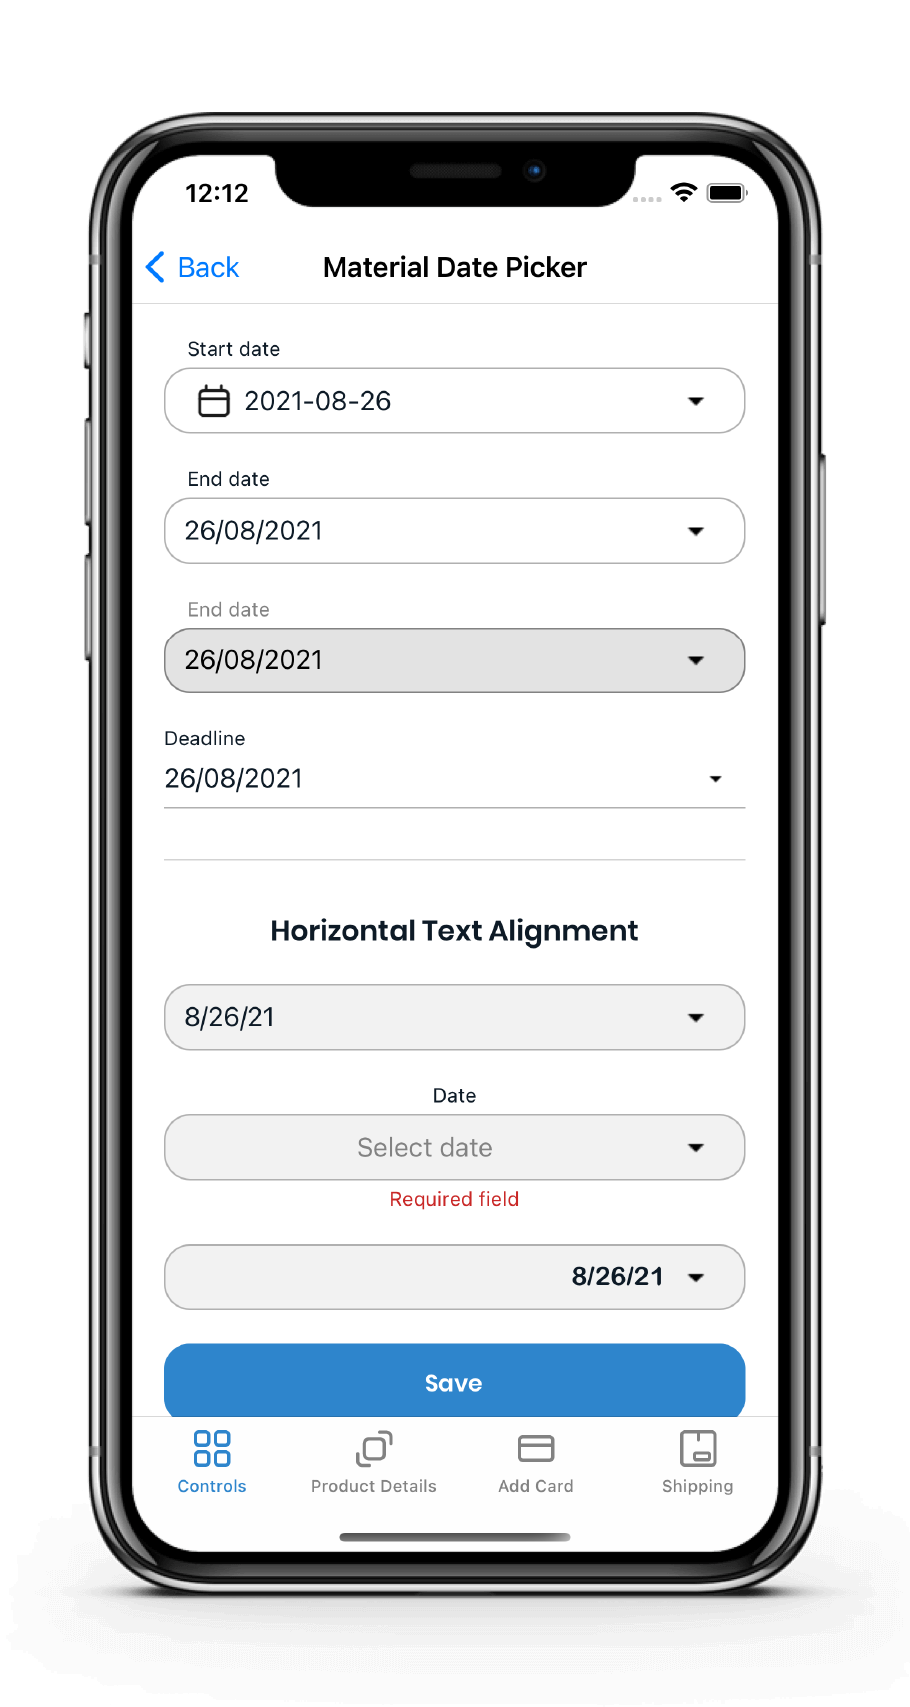 12:12
Back
Material Date Picker
Start date
2021-08-26
End date
26/08/2021
End date
26/08/2021
Deadline
26/08/2021
Horizontal Text Alignment
8/26/21
Date
Select date
Required field
8/26/21
Save
Controls
Product Details
Add Card
Shipping